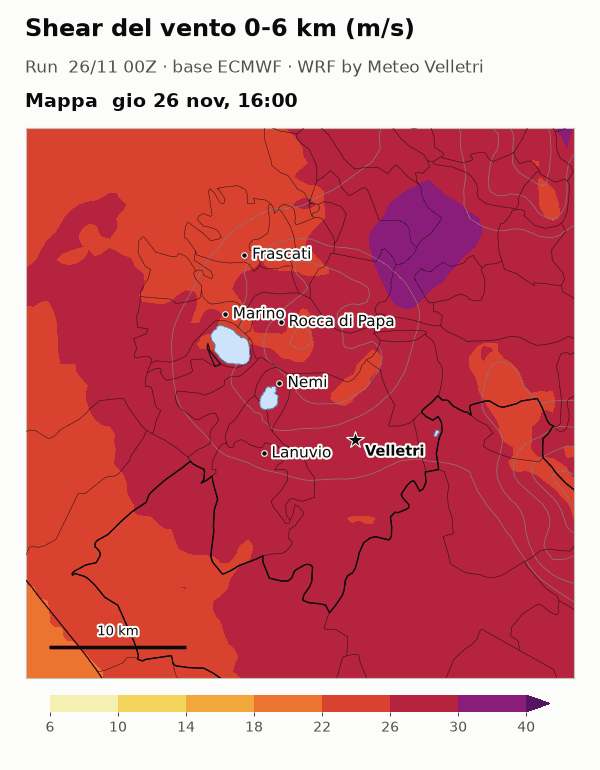 Shear del vento 0-6 km (m/s)
Run  26/11 00Z · base ECMWF · WRF by Meteo Velletri
Mappa  gio 26 nov, 16:00
Frascati
Marino
Rocca di Papa
Nemi
Velletri
Lanuvio
10 km
6 10 14 18 22 26 30 40